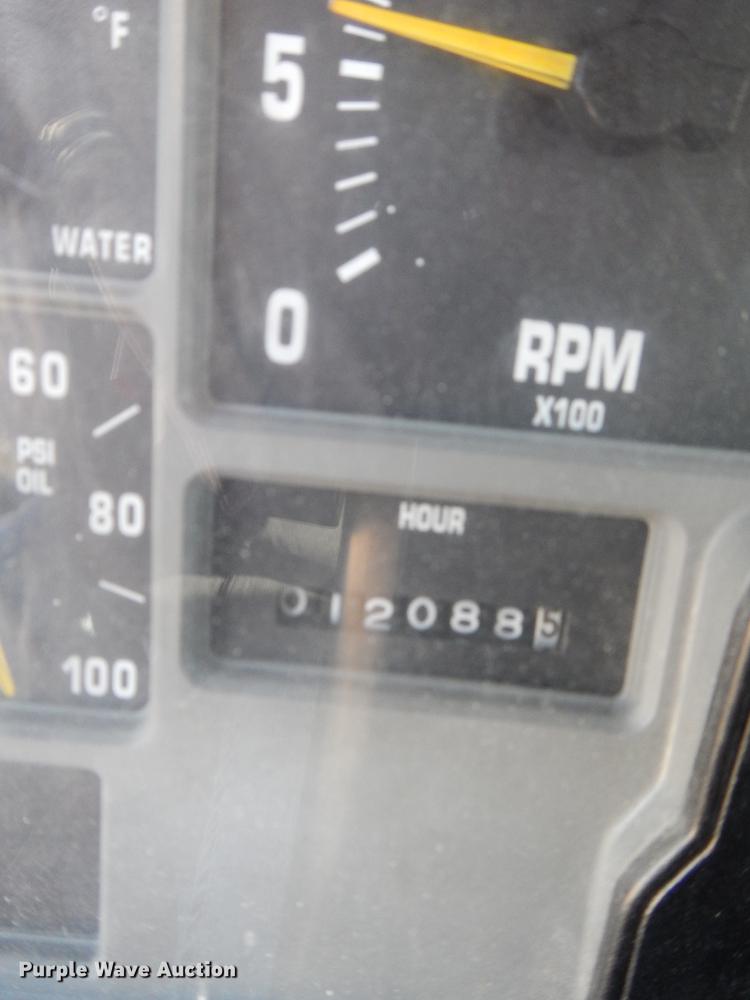 °F
WATER
5
0
RPM
X100
60
PSI
OIL
80
100
HOUR
0120885
Purple Wave Auction